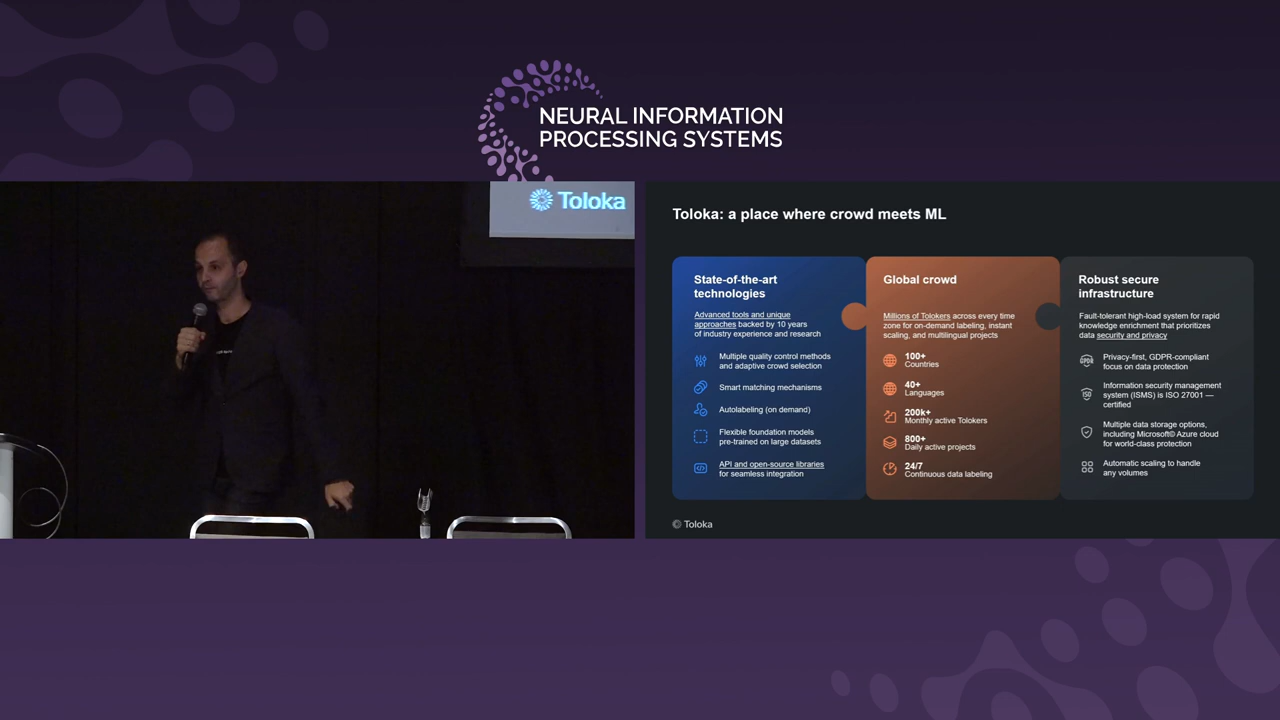 NEURAL INFORMATION
PROCESSING SYSTEMS
Toloka
Toloka: a place where crowd meets ML
State-of-the-art
technologies
Advanced tools and unique
approaches backed by 10 years
of industry experience and research
Multiple quality control methods
and adaptive crowd selection
Smart matching mechanisms
Autolabeling (on demand)
Flexible foundation models
pre-trained on large datasets
API and open-source libraries
for seamless integration
Global crowd
Millions of Tolokers across every time
zone for on-demand labeling, instant
scaling, and multilingual projects
100+
Countries
40+
Languages
200k+
Monthly active Tolokers
800+
Daily active projects
24/7
Continuous data labeling
Robust secure
infrastructure
Fault-tolerant high-load system for rapid
knowledge enrichment that prioritizes
data security and privacy
GDPR
Privacy-first, GDPR-compliant
focus on data protection
ISO
Information security management
system (ISMS) is ISO 27001 —
certified
Multiple data storage options,
including Microsoft® Azure cloud
for world-class protection
Automatic scaling to handle
any volumes
Toloka